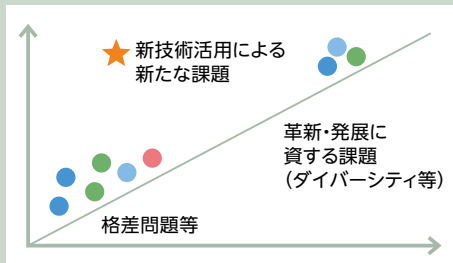 新技術活用による
新たな課題
革新・発展に
資する課題
(ダイバーシティ等)
格差問題等